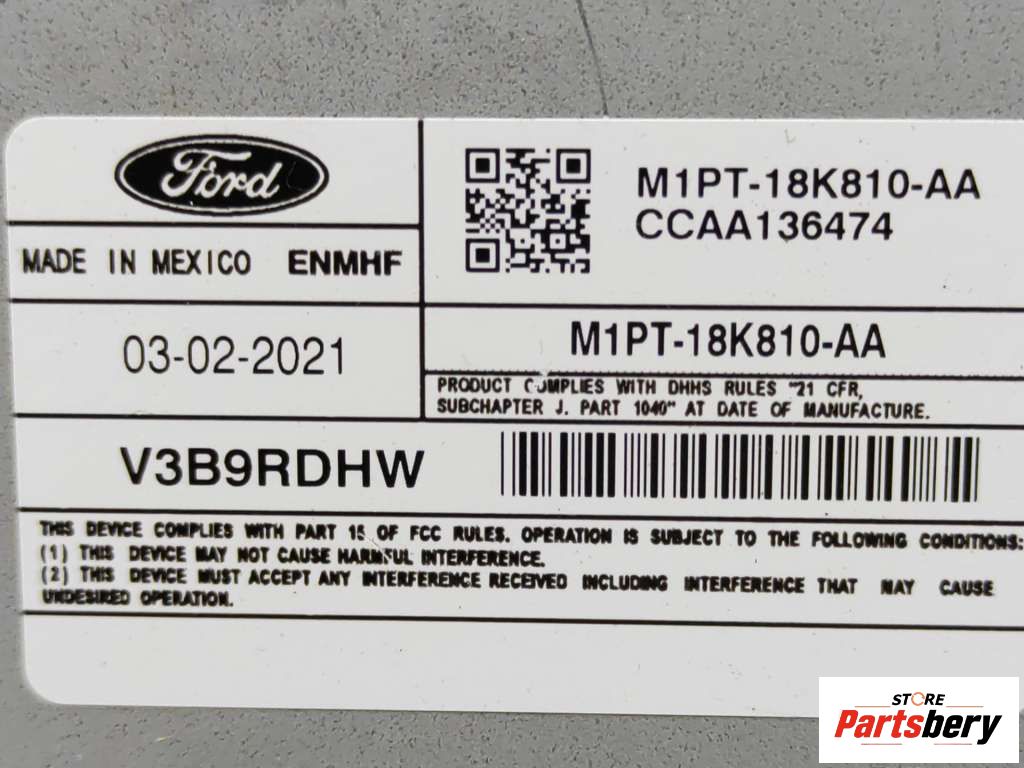 Ford
M1PT-18K810-AA
CCAA136474
MADE IN MEXICO ENMHF
03-02-2021
M1PT-18K810-AA
PRODUCT COMPLIES WITH DHHS RULES "21 CFR,
SUBCHAPTER J. PART 1040" AT DATE OF MANUFACTURE.
V3B9RDHW
THIS DEVICE COMPLIES WITH PART 15 OF FCC RULES. OPERATION IS SUBJECT TO THE FOLLOWING CONDITIONS:
(1) THIS DEVICE MAY NOT CAUSE HARMFUL INTERFERENCE.
(2) THIS DEVICE MUST ACCEPT ANY INTERFERENCE RECEIVED INCLUDING INTERFERENCE THAT MAY CAUSE
UNDESIRED OPERATION.
STORE
Partsbery